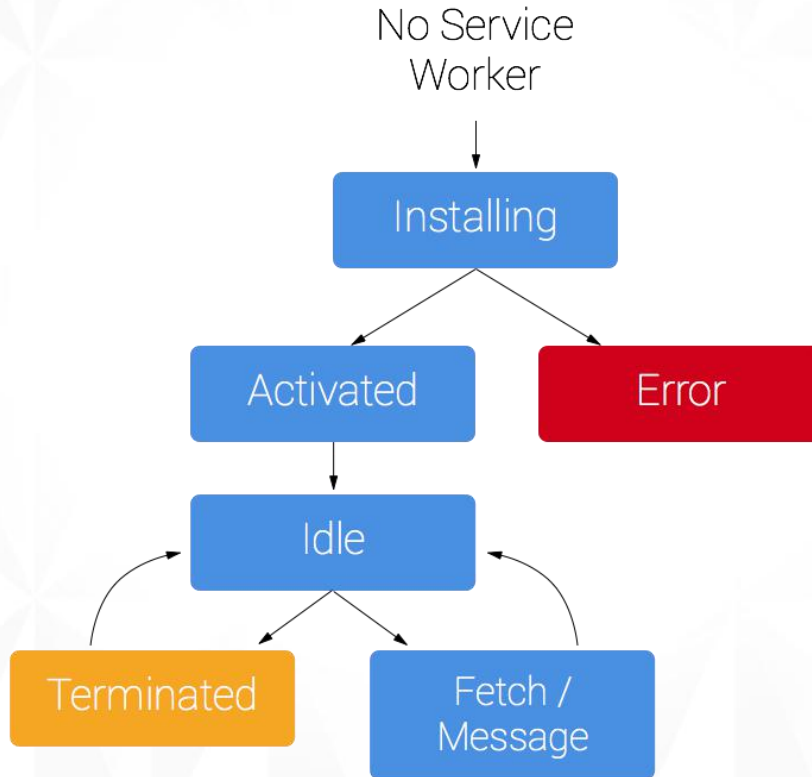 No Service
Worker
Installing
Activated
Error
Idle
Terminated
Fetch /
Message